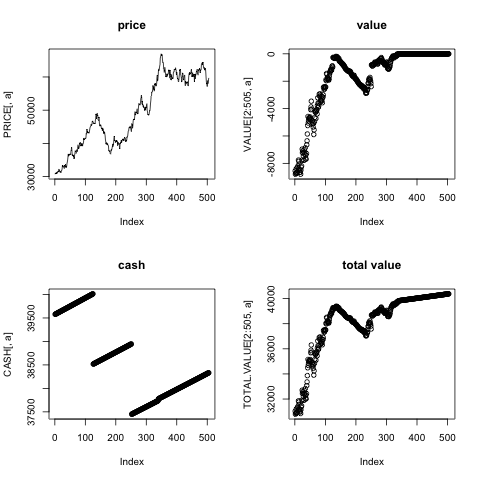 price
value
PRICE[, a]
30000
50000
0 100 200 300 400 500
Index
VALUE[2:505, a]
-8000
-4000
0
0 100 200 300 400 500
Index
cash
total value
CASH[, a]
37500
38500
39500
0 100 200 300 400 500
Index
TOTAL.VALUE[2:505, a]
32000
36000
40000
0 100 200 300 400 500
Index